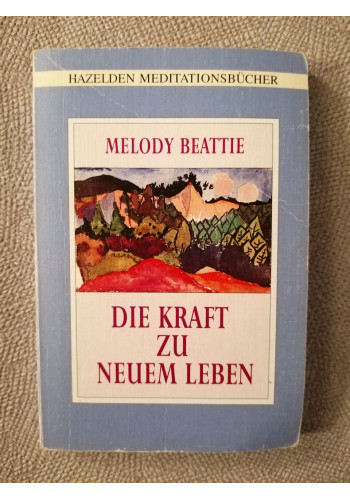 HAZELDEN MEDITATIONSBÜCHER
MELODY BEATTIE
DIE KRAFT
ZU
NEUEM LEBEN